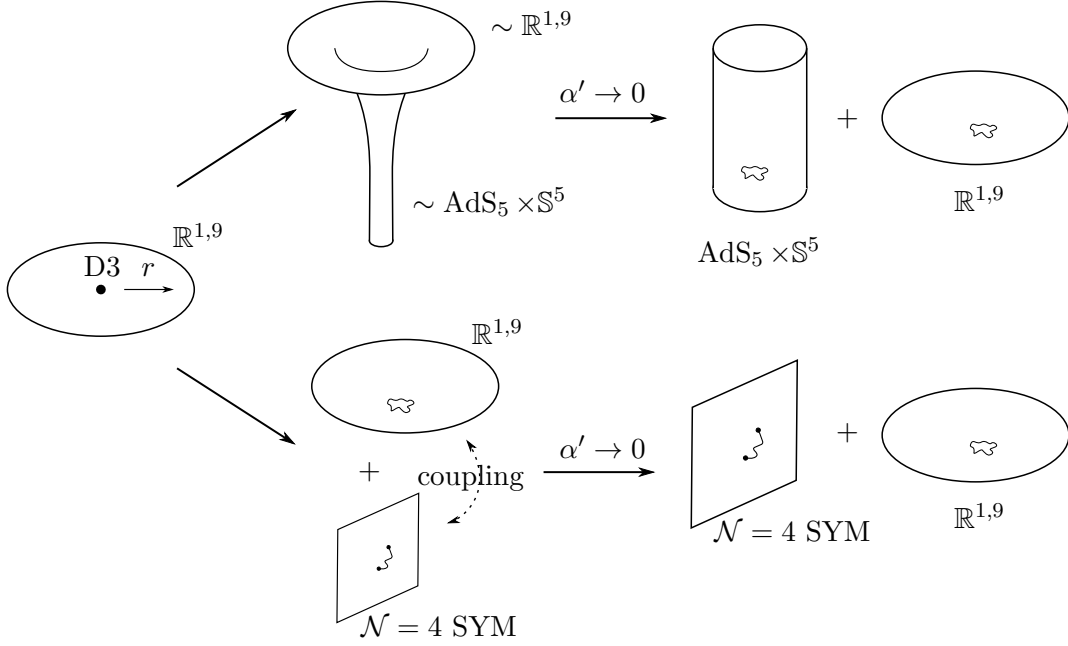 ∼ ℝ^{1,9}
α′ → 0
+
∼ AdS₅ ×𝕊⁵
ℝ^{1,9}
AdS₅ ×𝕊⁵
ℝ^{1,9}
D3 r
ℝ^{1,9}
+
coupling
α′ → 0
+
𝒩 = 4 SYM
ℝ^{1,9}
𝒩 = 4 SYM